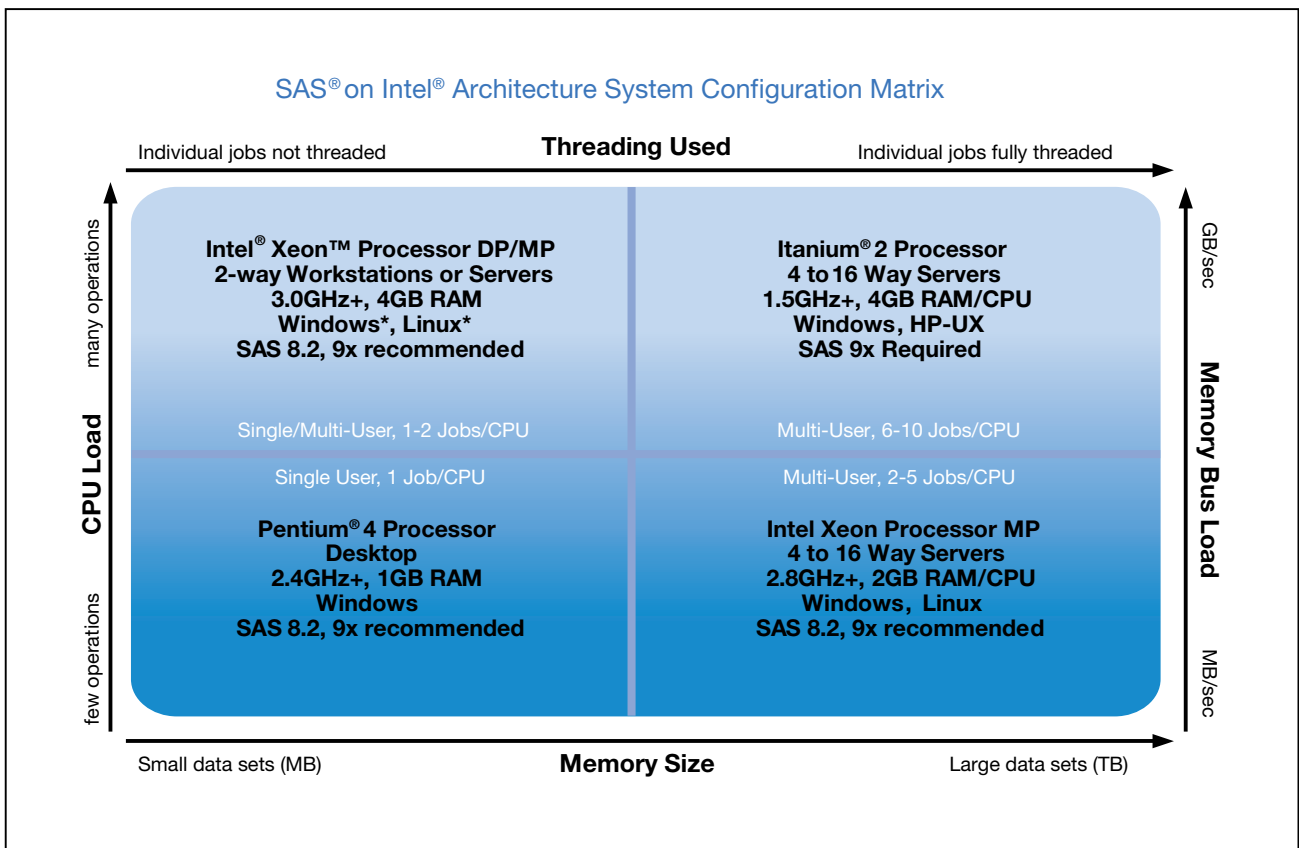 SAS® on Intel® Architecture System Configuration Matrix
Individual jobs not threaded
Threading Used
Individual jobs fully threaded
many operations
CPU Load
few operations
Intel® Xeon™ Processor DP/MP
2-way Workstations or Servers
3.0GHz+, 4GB RAM
Windows*, Linux*
SAS 8.2, 9x recommended
Single/Multi-User, 1-2 Jobs/CPU
Itanium® 2 Processor
4 to 16 Way Servers
1.5GHz+, 4GB RAM/CPU
Windows, HP-UX
SAS 9x Required
Multi-User, 6-10 Jobs/CPU
Single User, 1 Job/CPU
Pentium® 4 Processor
Desktop
2.4GHz+, 1GB RAM
Windows
SAS 8.2, 9x recommended
Multi-User, 2-5 Jobs/CPU
Intel Xeon Processor MP
4 to 16 Way Servers
2.8GHz+, 2GB RAM/CPU
Windows, Linux
SAS 8.2, 9x recommended
GB/sec
Memory Bus Load
MB/sec
Small data sets (MB)
Memory Size
Large data sets (TB)